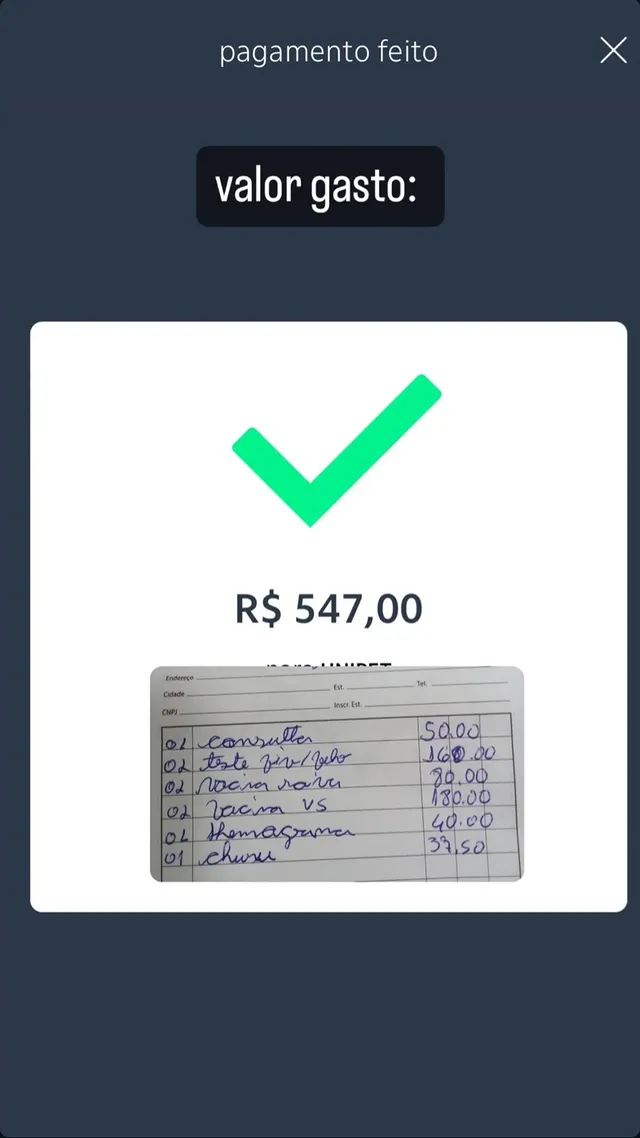 pagamento feito
valor gasto:
R$ 547,00
para UNIPET
Endereço
Cidade Est. Tel.
CNPJ Inscr. Est.
01 consulta 50.00
02 teste fiv/felv 160.00
02 vacina raiva 80.00
02 vacina V5 180.00
01 hemograma 40.00
01 37,50